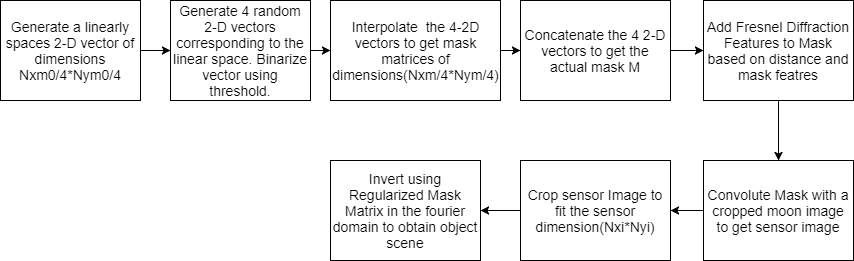 Generate a linearly
spaces 2-D vector of
dimensions
Nxm0/4*Nym0/4
Generate 4 random
2-D vectors
corresponding to the
linear space. Binarize
vector using
threshold.
Interpolate the 4-2D
vectors to get mask
matrices of
dimensions(Nxm/4*Nym/4)
Concatenate the 4 2-D
vectors to get the
actual mask M
Add Fresnel Diffraction
Features to Mask
based on distance and
mask featres
Invert using
Regularized Mask
Matrix in the fourier
domain to obtain object
scene
Crop sensor Image to
fit the sensor
dimension(Nxi*Nyi)
Convolute Mask with a
cropped moon image
to get sensor image